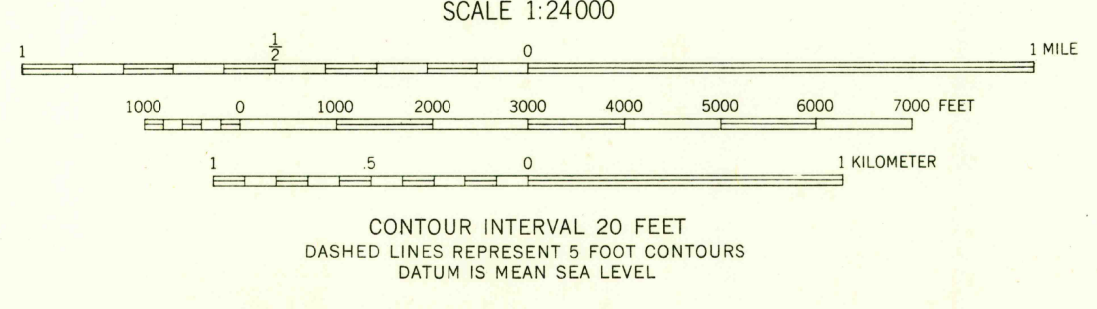 SCALE 1:24000
1 1/2 0 1 MILE
1000 0 1000 2000 3000 4000 5000 6000 7000 FEET
1 .5 0 1 KILOMETER
CONTOUR INTERVAL 20 FEET
DASHED LINES REPRESENT 5 FOOT CONTOURS
DATUM IS MEAN SEA LEVEL